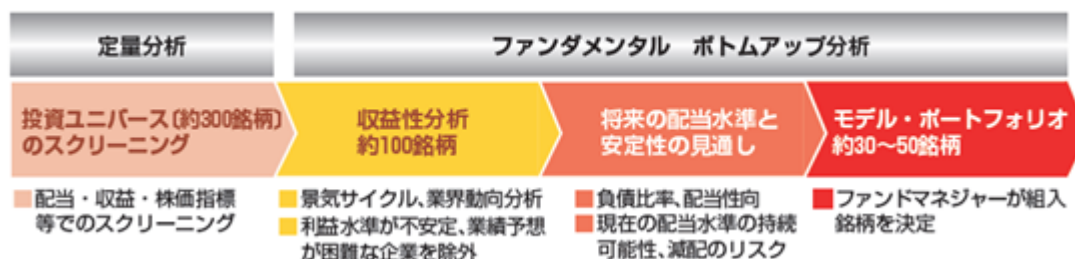 定量分析
ファンダメンタル ボトムアップ分析
投資ユニバース(約300銘柄)
のスクリーニング
収益性分析
約100銘柄
将来の配当水準と
安定性の見通し
モデル・ポートフォリオ
約30～50銘柄
配当・収益・株価指標
等でのスクリーニング
景気サイクル、業界動向分析
利益水準が不安定、業績予想
が困難な企業を除外
負債比率、配当性向
現在の配当水準の持続
可能性、減配のリスク
ファンドマネジャーが組入
銘柄を決定